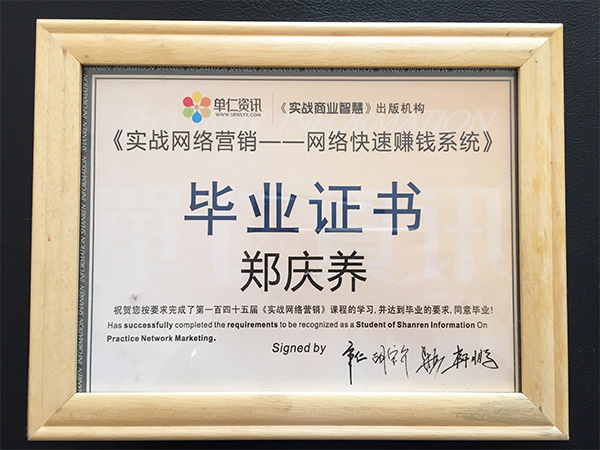 单仁资讯 《实战商业智慧》出版机构
《实战网络营销——网络快速赚钱系统》
毕业证书
郑庆养
祝贺您按要求完成了第一百四十五届《实战网络营销》课程的学习,并达到毕业的要求,同意毕业!
Has successfully completed the requirements to be recognized as a Student of Shanren Information On
Practice Network Marketing.
Signed by
SHANREN INFORMATION